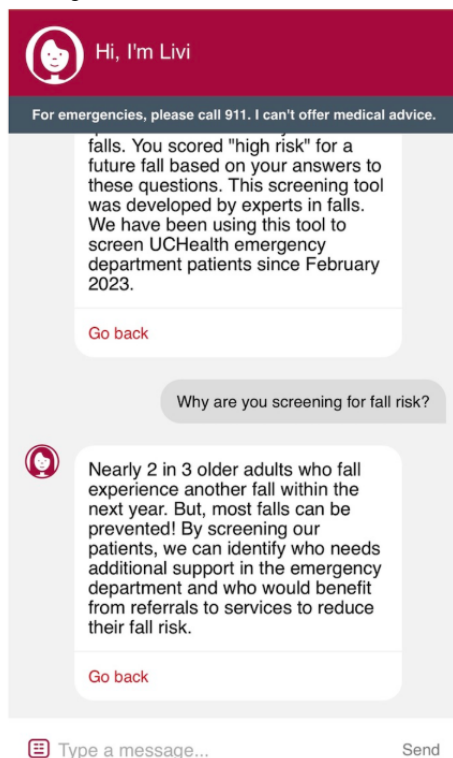 Hi, I'm Livi
For emergencies, please call 911. I can't offer medical advice.
falls. You scored "high risk" for a
future fall based on your answers to
these questions. This screening tool
was developed by experts in falls.
We have been using this tool to
screen UCHealth emergency
department patients since February
2023.
Go back
Why are you screening for fall risk?
Nearly 2 in 3 older adults who fall
experience another fall within the
next year. But, most falls can be
prevented! By screening our
patients, we can identify who needs
additional support in the emergency
department and who would benefit
from referrals to services to reduce
their fall risk.
Go back
Type a message...
Send